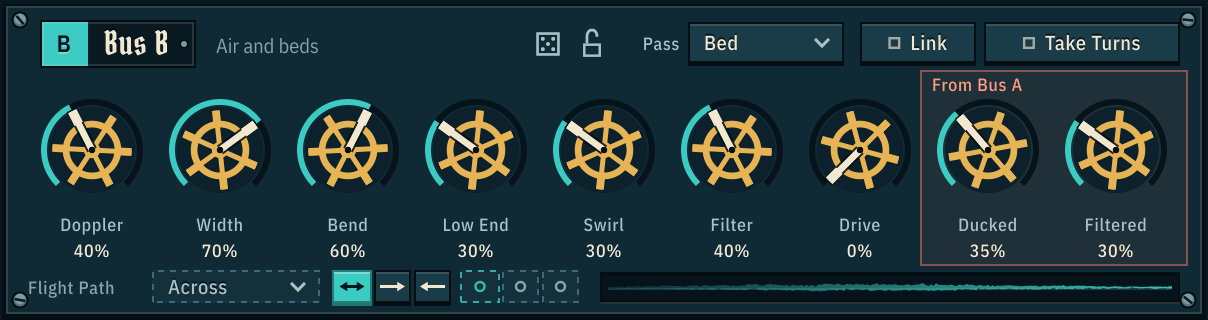 B Bus B Air and beds Pass Bed Link Take Turns
From Bus A
Doppler Width Bend Low End Swirl Filter Drive Ducked Filtered
40% 70% 60% 30% 30% 40% 0% 35% 30%
Flight Path Across